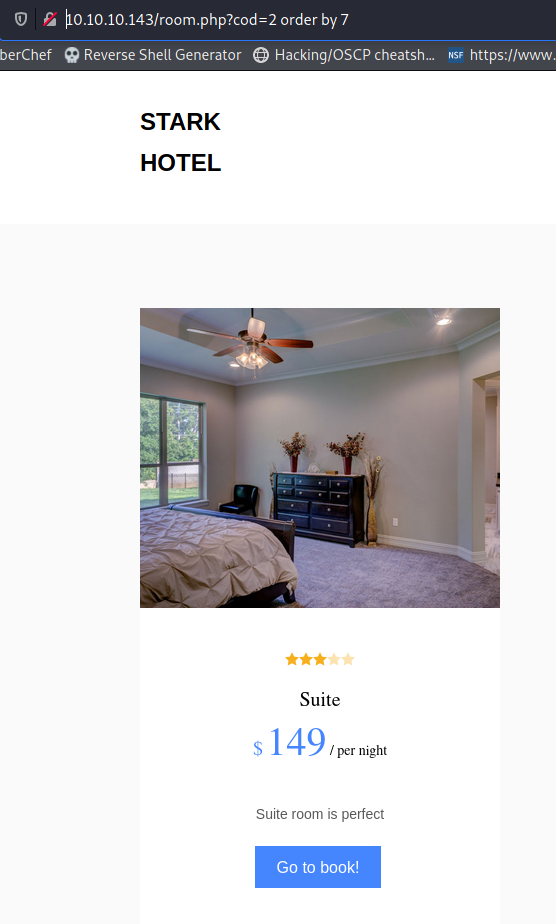 10.10.10.143/room.php?cod=2 order by 7
berChef Reverse Shell Generator Hacking/OSCP cheatsh... NSF https://www.
STARK
HOTEL
Suite
$ 149 / per night
Suite room is perfect
Go to book!